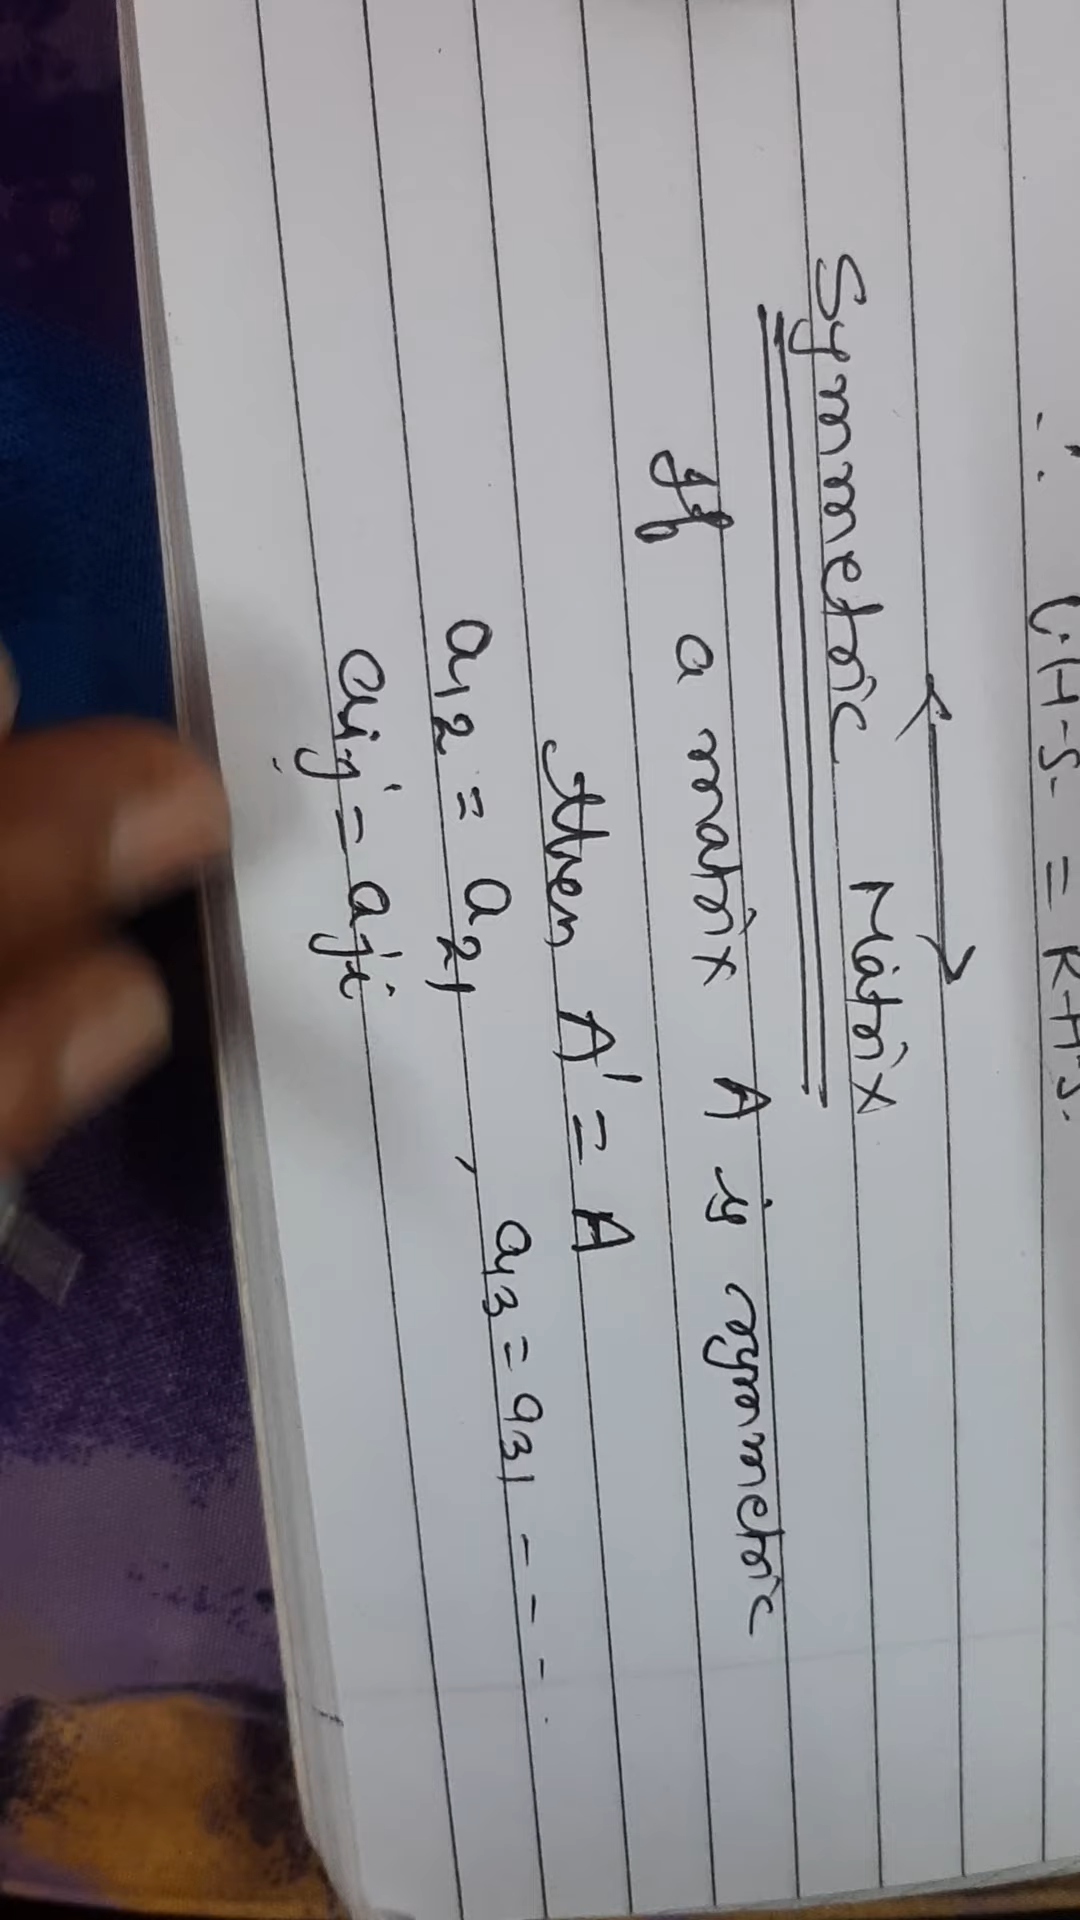 ∴ L.H.S. = R.H.S.
Symmetric Matrix
If a matrix A is symmetric
then A' = A
a12 = a21, a13 = a31 - - - .
aij = aji